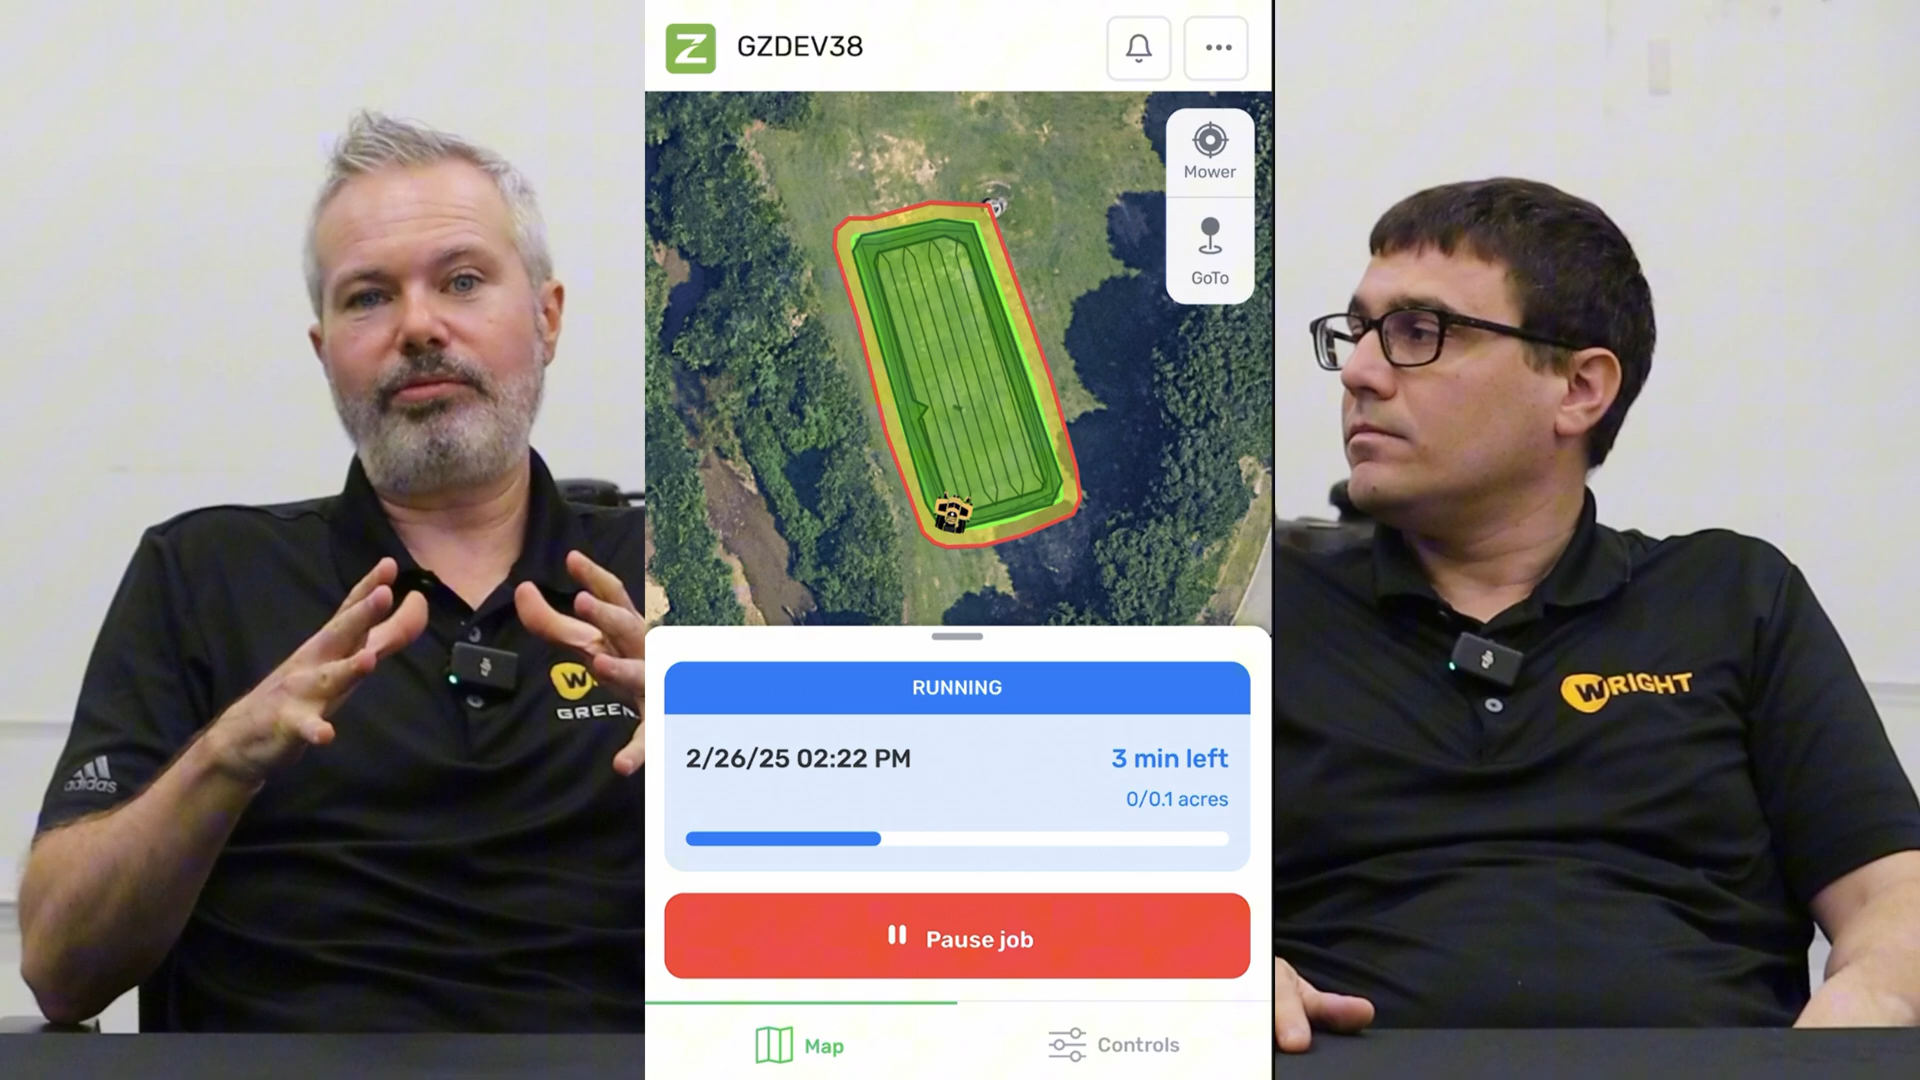 GZDEV38
Mower
GoTo
RUNNING
2/26/25 02:22 PM
3 min left
0/0.1 acres
Pause job
Map
Controls
adidas
W
GREEN
WRIGHT